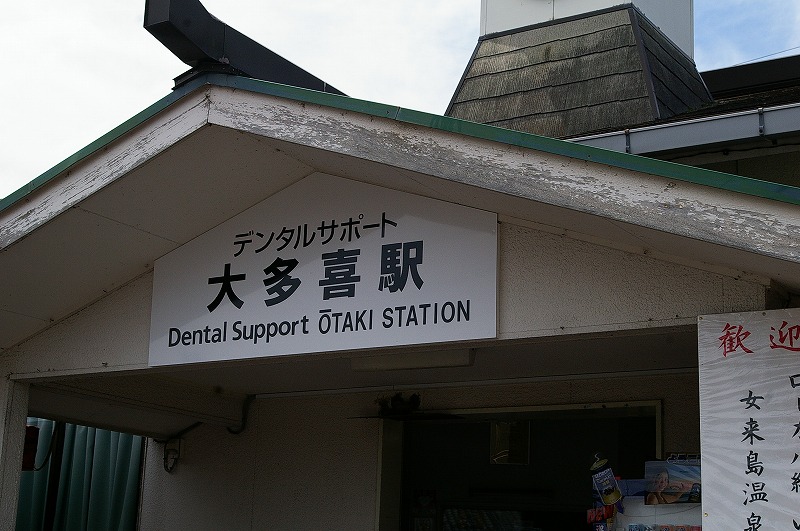 デンタルサポート
大多喜駅
Dental Support ŌTAKI STATION
歓迎
女来島温泉